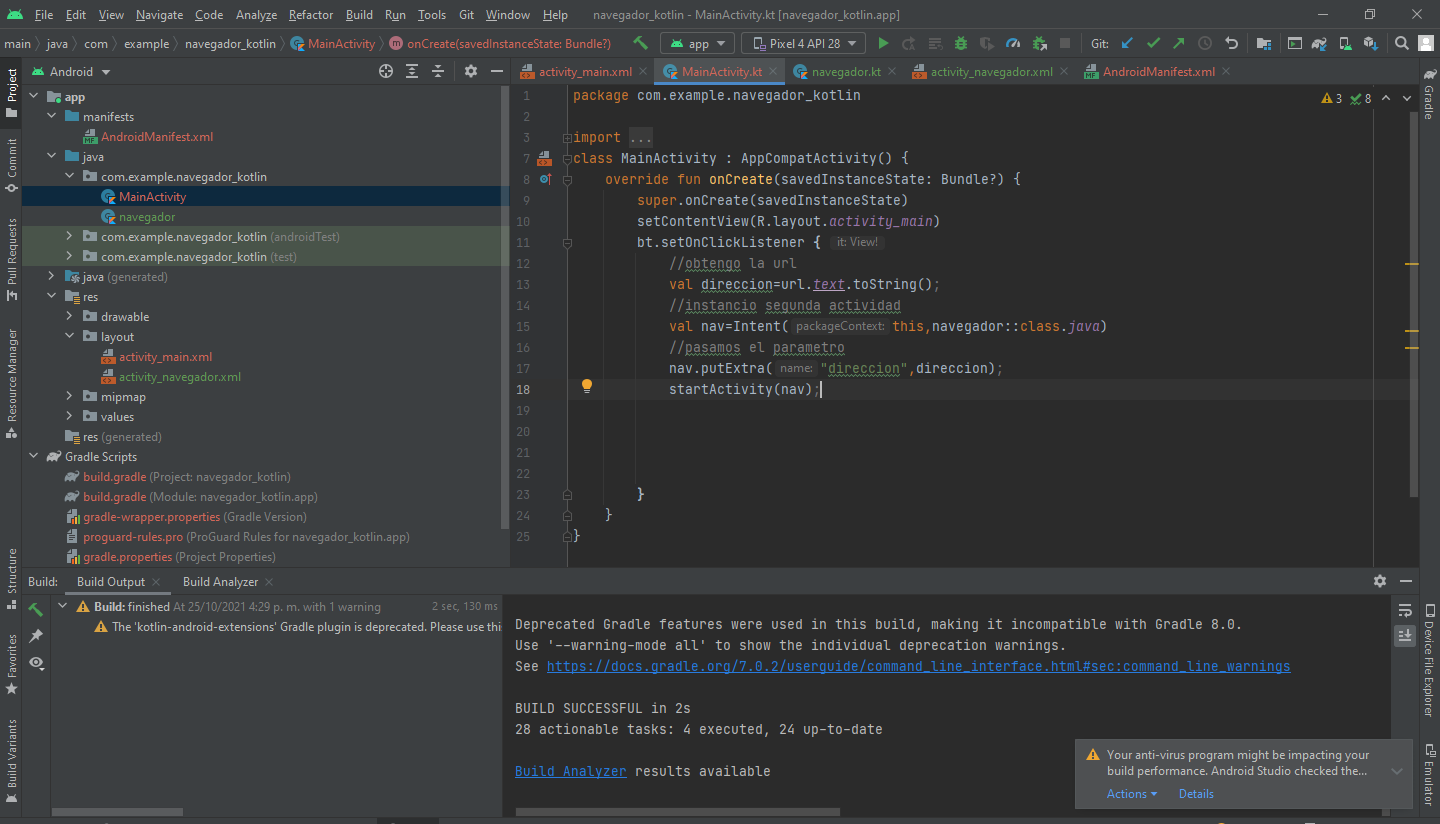 File Edit View Navigate Code Analyze Refactor Build Run Tools Git Window Help navegador_kotlin - MainActivity.kt [navegador_kotlin.app]
main java com example navegador_kotlin MainActivity onCreate(savedInstanceState: Bundle?) app Pixel 4 API 28 Git:
Android
activity_main.xml MainActivity.kt navegador.kt activity_navegador.xml AndroidManifest.xml
Project
Commit
Pull Requests
Resource Manager
Structure
Favorites
Build Variants
app
manifests
AndroidManifest.xml
java
com.example.navegador_kotlin
MainActivity
navegador
com.example.navegador_kotlin (androidTest)
com.example.navegador_kotlin (test)
java (generated)
res
drawable
layout
activity_main.xml
activity_navegador.xml
mipmap
values
res (generated)
Gradle Scripts
build.gradle (Project: navegador_kotlin)
build.gradle (Module: navegador_kotlin.app)
gradle-wrapper.properties (Gradle Version)
proguard-rules.pro (ProGuard Rules for navegador_kotlin.app)
gradle.properties (Project Properties)
1 package com.example.navegador_kotlin
2
3 import ...
7 class MainActivity : AppCompatActivity() {
8 override fun onCreate(savedInstanceState: Bundle?) {
9 super.onCreate(savedInstanceState)
10 setContentView(R.layout.activity_main)
11 bt.setOnClickListener { it: View!
12 //obtengo la url
13 val direccion=url.text.toString();
14 //instancio segunda actividad
15 val nav=Intent( packageContext: this,navegador::class.java)
16 //pasamos el parametro
17 nav.putExtra( name: "direccion",direccion);
18 startActivity(nav);
19
20
21
22
23 }
24 }
25 }
3 8
Gradle
Device File Explorer
Emulator
Build: Build Output Build Analyzer
Build: finished At 25/10/2021 4:29 p. m. with 1 warning 2 sec, 130 ms
The 'kotlin-android-extensions' Gradle plugin is deprecated. Please use thi
Deprecated Gradle features were used in this build, making it incompatible with Gradle 8.0.
Use '--warning-mode all' to show the individual deprecation warnings.
See https://docs.gradle.org/7.0.2/userguide/command_line_interface.html#sec:command_line_warnings
BUILD SUCCESSFUL in 2s
28 actionable tasks: 4 executed, 24 up-to-date
Build Analyzer results available
Your anti-virus program might be impacting your
build performance. Android Studio checked the...
Actions Details